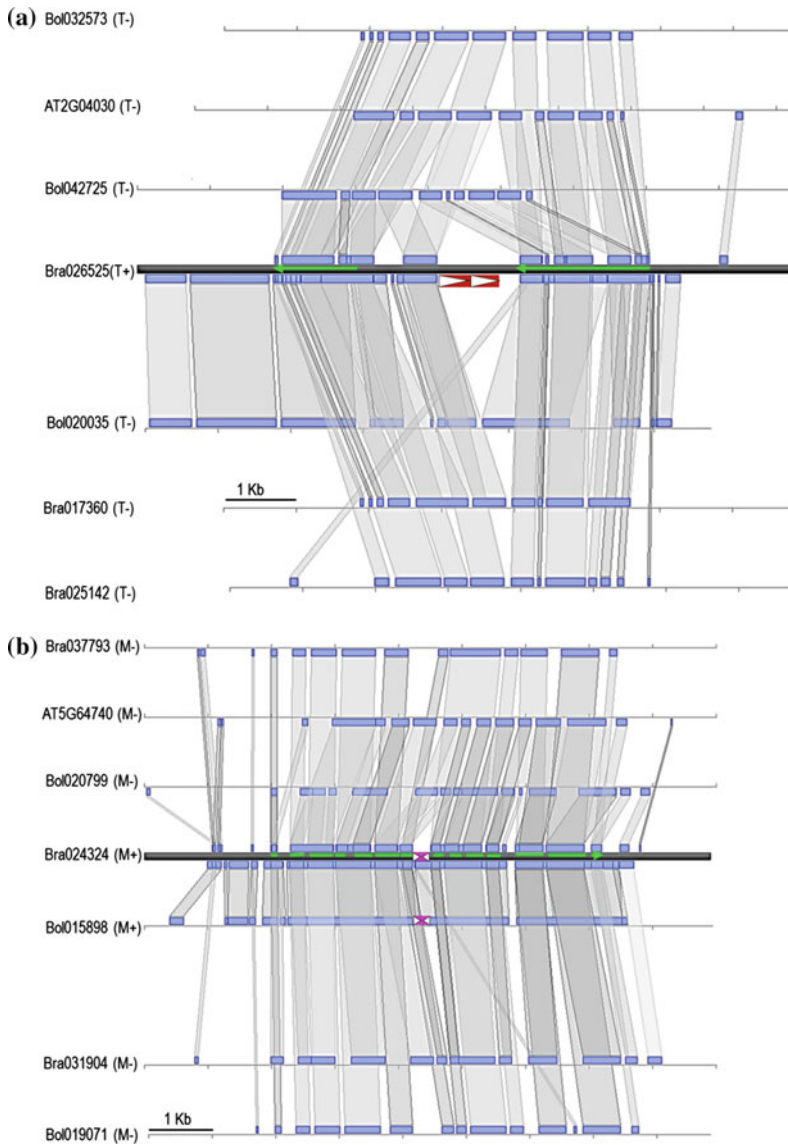 (a)
Bol032573 (T-)
AT2G04030 (T-)
Bol042725 (T-)
Bra026525(T+)
Bol020035 (T-)
1 Kb
Bra017360 (T-)
Bra025142 (T-)
(b)
Bra037793 (M-)
AT5G64740 (M-)
Bol020799 (M-)
Bra024324 (M+)
Bol015898 (M+)
Bra031904 (M-)
1 Kb
Bol019071 (M-)